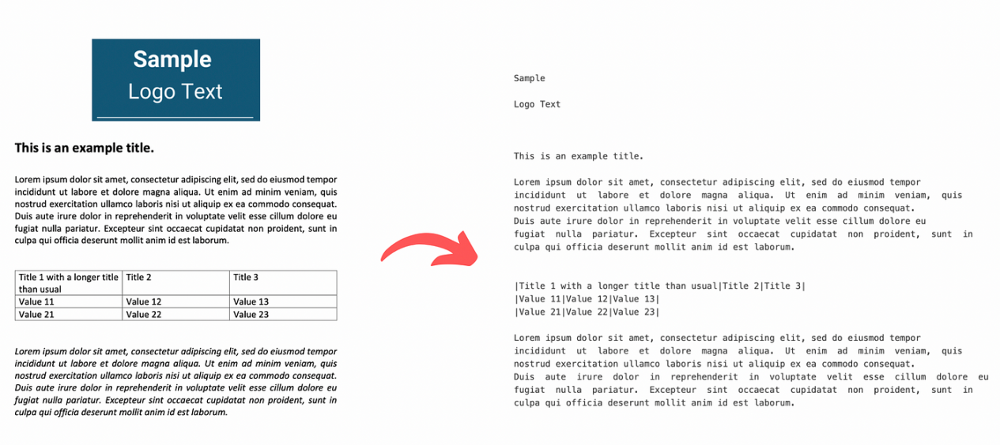 Sample
Logo Text
This is an example title.
Lorem ipsum dolor sit amet, consectetur adipiscing elit, sed do eiusmod tempor
incididunt ut labore et dolore magna aliqua. Ut enim ad minim veniam, quis
nostrud exercitation ullamco laboris nisi ut aliquip ex ea commodo consequat.
Duis aute irure dolor in reprehenderit in voluptate velit esse cillum dolore eu
fugiat nulla pariatur. Excepteur sint occaecat cupidatat non proident, sunt in
culpa qui officia deserunt mollit anim id est laborum.
Title 1 with a longer title
than usual
Title 2
Title 3
Value 11 Value 12 Value 13
Value 21 Value 22 Value 23
Lorem ipsum dolor sit amet, consectetur adipiscing elit, sed do eiusmod tempor
incididunt ut labore et dolore magna aliqua. Ut enim ad minim veniam, quis
nostrud exercitation ullamco laboris nisi ut aliquip ex ea commodo consequat.
Duis aute irure dolor in reprehenderit in voluptate velit esse cillum dolore eu
fugiat nulla pariatur. Excepteur sint occaecat cupidatat non proident, sunt in
culpa qui officia deserunt mollit anim id est laborum.
Sample
Logo Text
This is an example title.
Lorem ipsum dolor sit amet, consectetur adipiscing elit, sed do eiusmod tempor
incididunt ut labore et dolore magna aliqua. Ut enim ad minim veniam, quis
nostrud exercitation ullamco laboris nisi ut aliquip ex ea commodo consequat.
Duis aute irure dolor in reprehenderit in voluptate velit esse cillum dolore eu
fugiat nulla pariatur. Excepteur sint occaecat cupidatat non proident, sunt in
culpa qui officia deserunt mollit anim id est laborum.
|Title 1 with a longer title than usual|Title 2|Title 3|
|Value 11|Value 12|Value 13|
|Value 21|Value 22|Value 23|
Lorem ipsum dolor sit amet, consectetur adipiscing elit, sed do eiusmod tempor
incididunt ut labore et dolore magna aliqua. Ut enim ad minim veniam, quis
nostrud exercitation ullamco laboris nisi ut aliquip ex ea commodo consequat.
Duis aute irure dolor in reprehenderit in voluptate velit esse cillum dolore eu
fugiat nulla pariatur. Excepteur sint occaecat cupidatat non proident, sunt in
culpa qui officia deserunt mollit anim id est laborum.